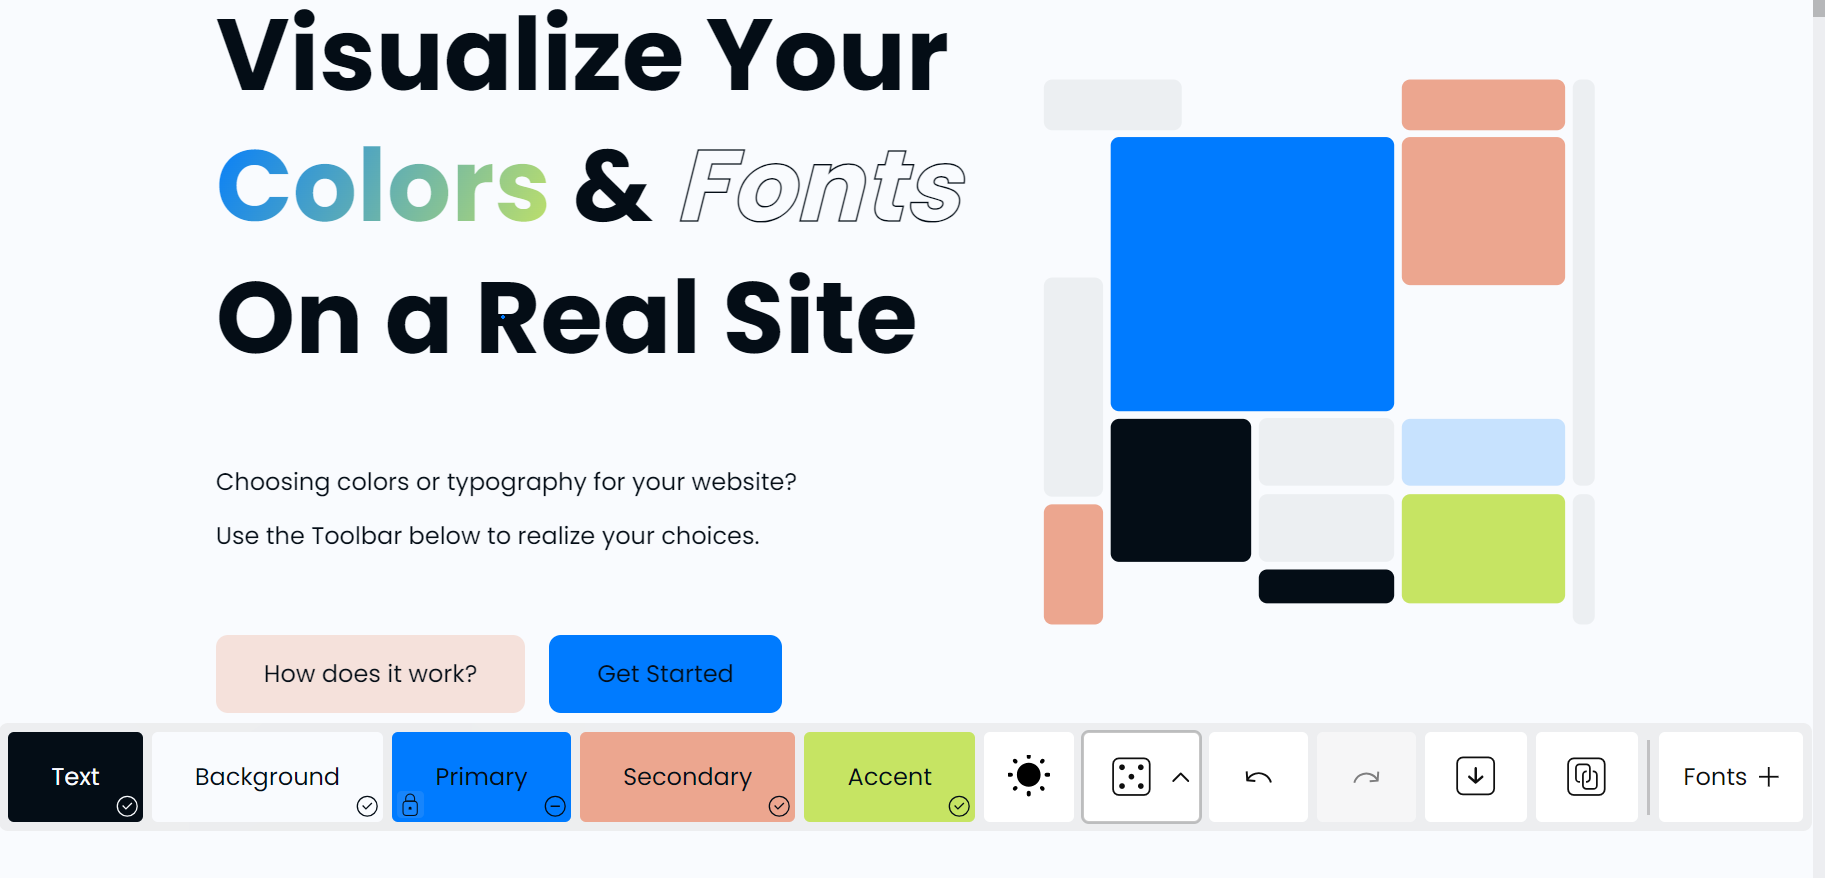 Visualize Your
Colors & Fonts
On a Real Site
Choosing colors or typography for your website?
Use the Toolbar below to realize your choices.
How does it work?
Get Started
Text
Background
Primary
Secondary
Accent
Fonts